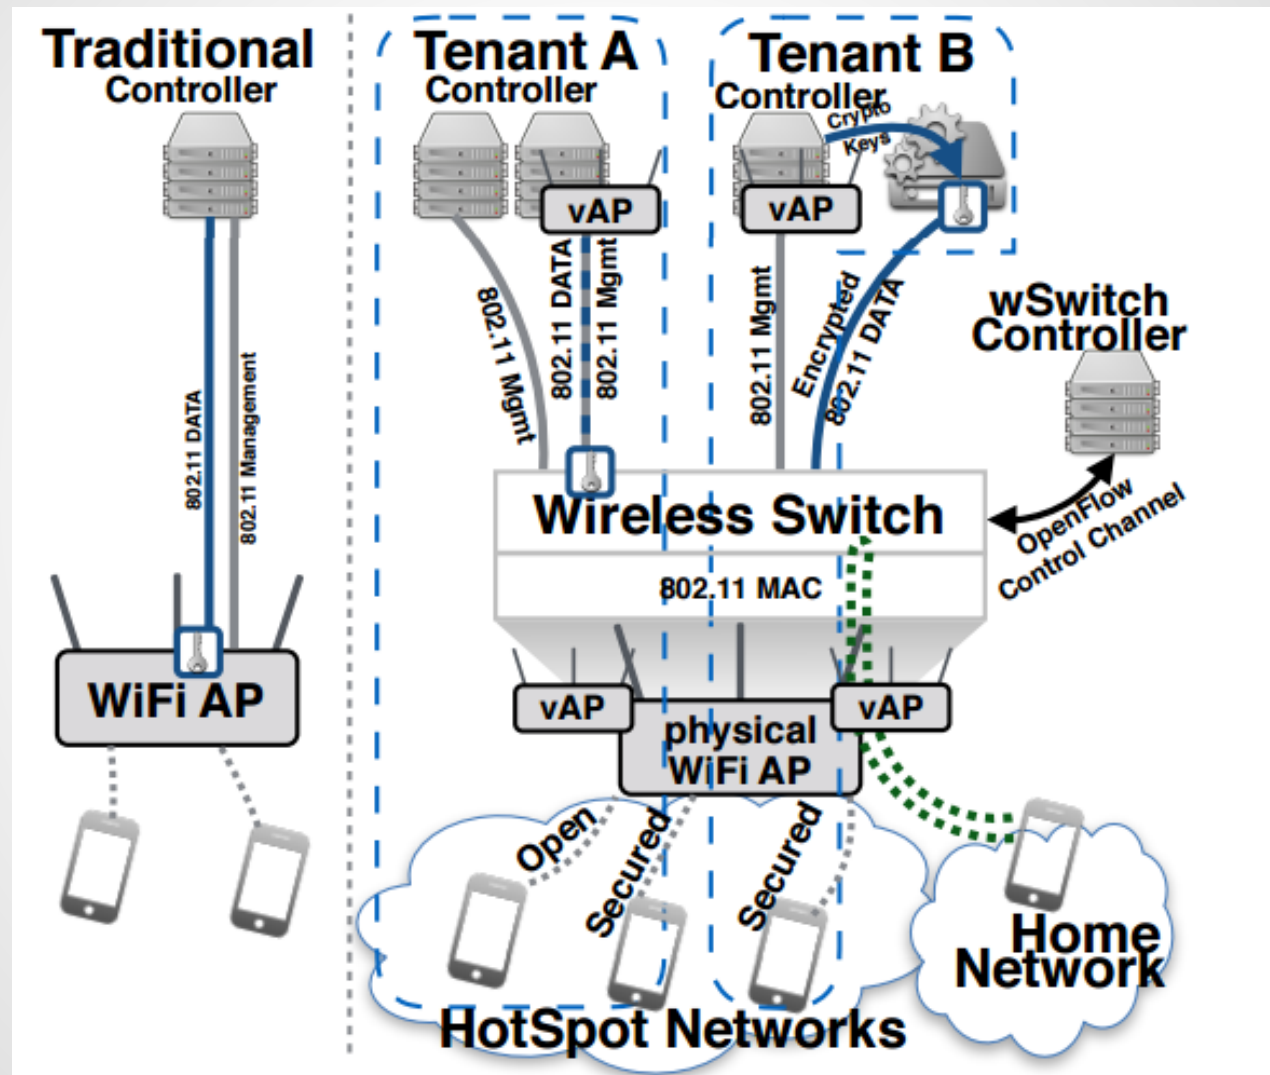 Traditional
Controller
802.11 DATA
802.11 Management
WiFi AP
Tenant A
Controller
vAP
802.11 Mgmt
802.11 DATA
802.11 Mgmt
Tenant B
Controller
Crypto
Keys
vAP
802.11 Mgmt
Encrypted
802.11 DATA
wSwitch
Controller
OpenFlow
Control Channel
Wireless Switch
802.11 MAC
vAP
physical
WiFi AP
vAP
Open
Secured
Secured
HotSpot Networks
Home
Network